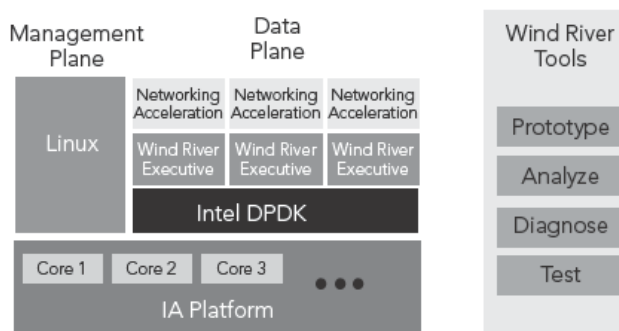 Management
Plane
Data
Plane
Linux
Networking
Acceleration
Networking
Acceleration
Networking
Acceleration
Wind River
Executive
Wind River
Executive
Wind River
Executive
Intel DPDK
Core 1
Core 2
Core 3
IA Platform
Wind River
Tools
Prototype
Analyze
Diagnose
Test